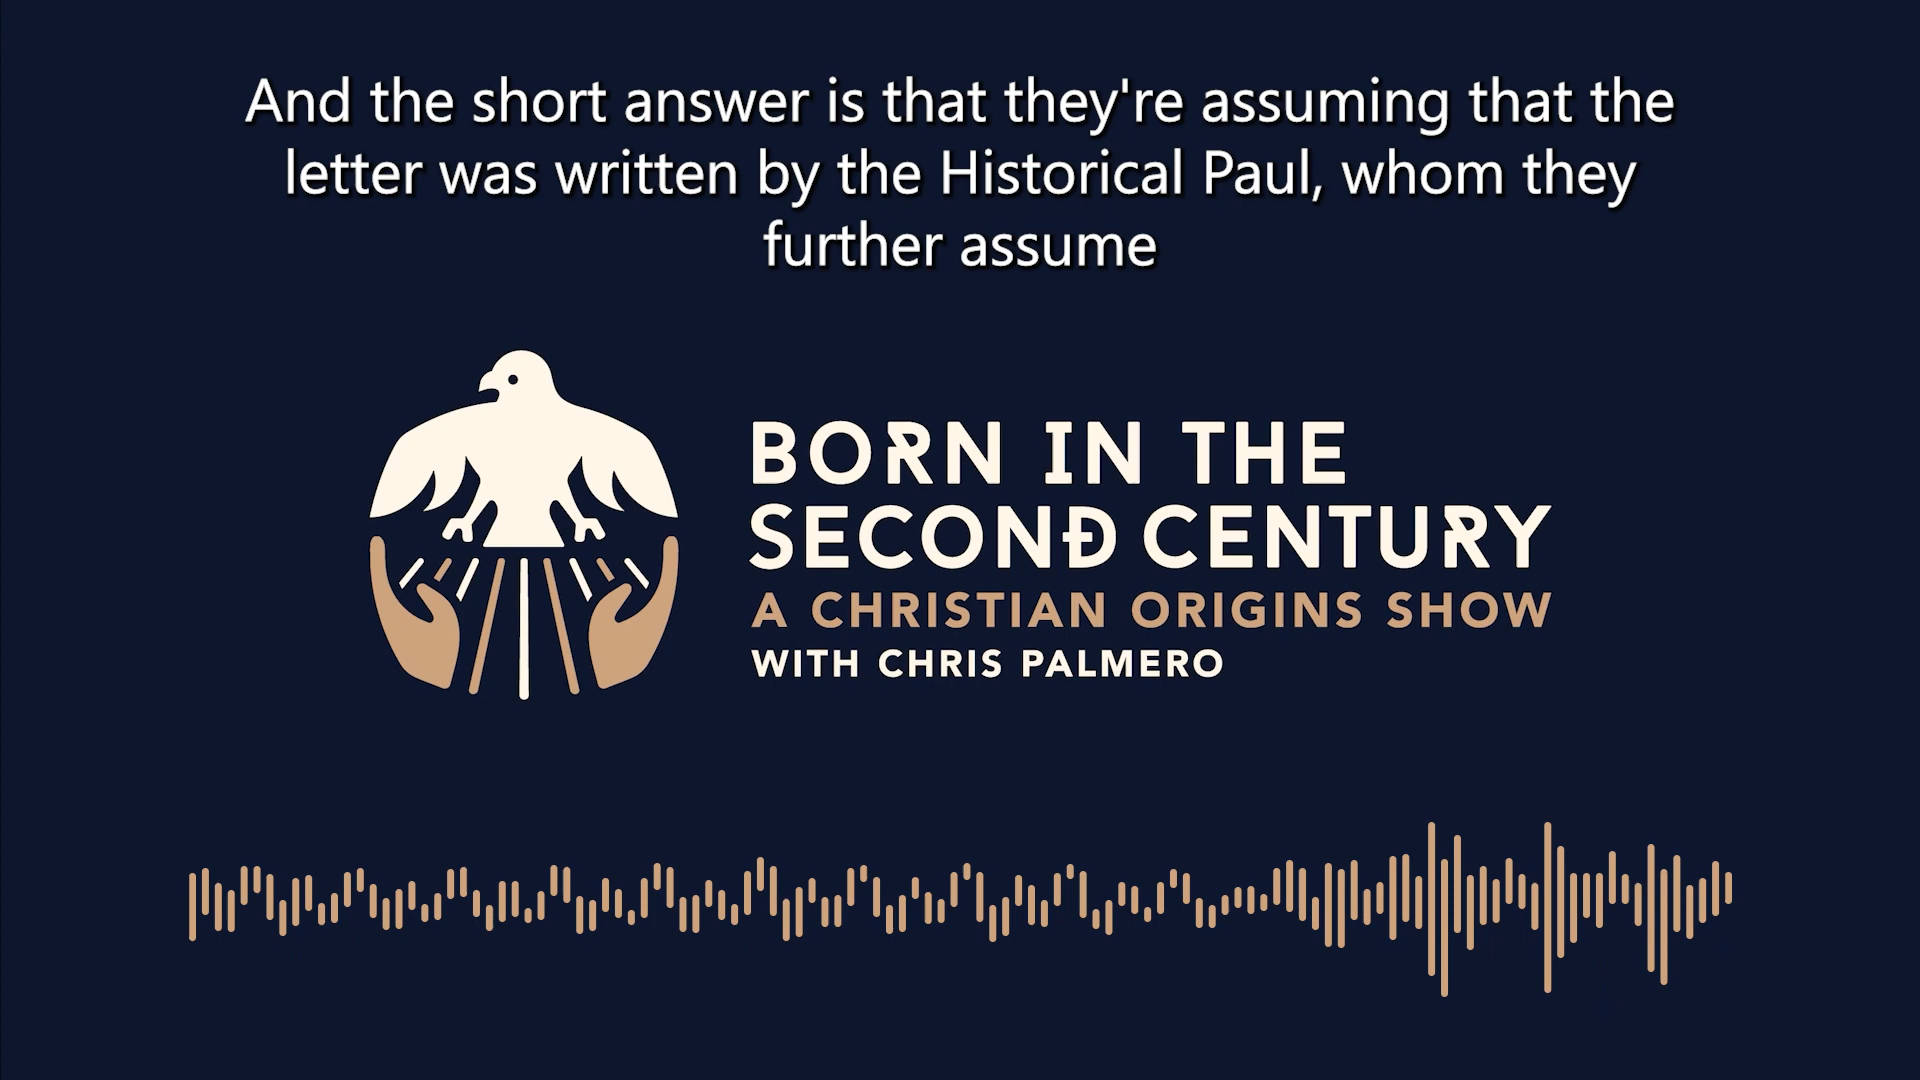 And the short answer is that they're assuming that the
letter was written by the Historical Paul, whom they
further assume
BORN IN THE
SECOND CENTURY
A CHRISTIAN ORIGINS SHOW
WITH CHRIS PALMERO